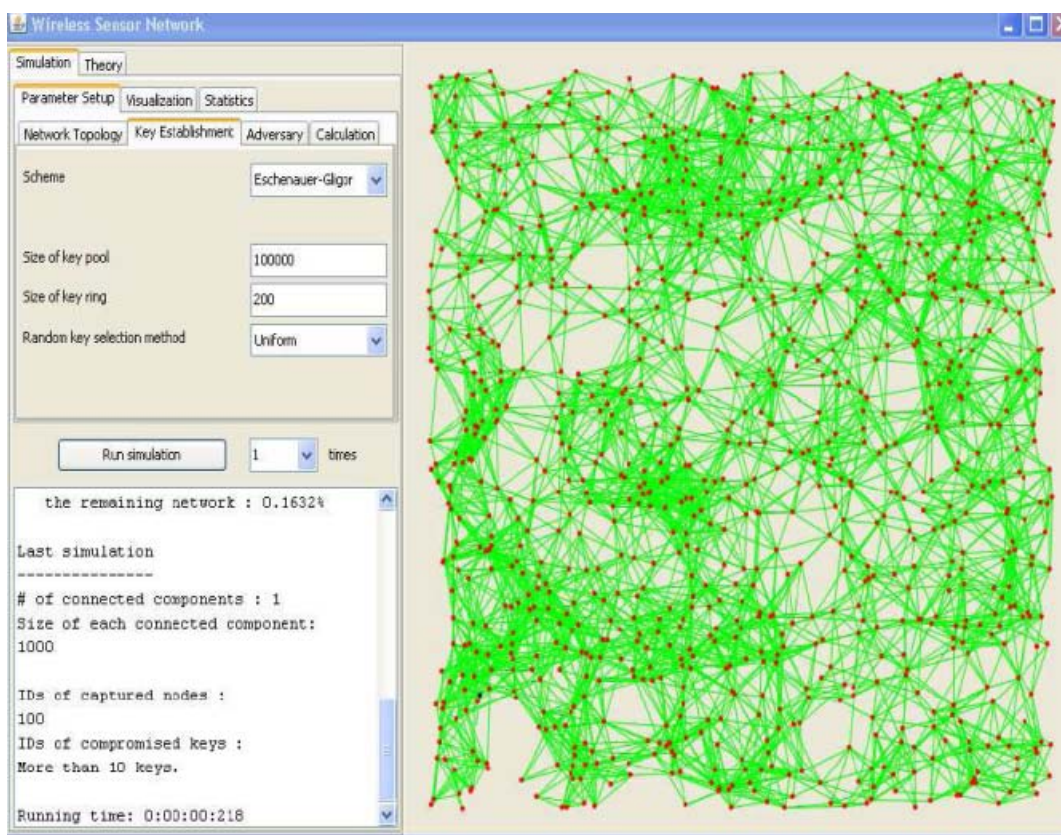 Wireless Sensor Network
Simulation Theory
Parameter Setup Visualization Statistics
Network Topology Key Establishment Adversary Calculation
Scheme Eschenauer-Gligor
Size of key pool 100000
Size of key ring 200
Random key selection method Uniform
Run simulation 1 times
the remaining network : 0.1632%
Last simulation
---------------
# of connected components : 1
Size of each connected component:
1000
IDs of captured nodes :
100
IDs of compromised keys :
More than 10 keys.
Running time: 0:00:00:218